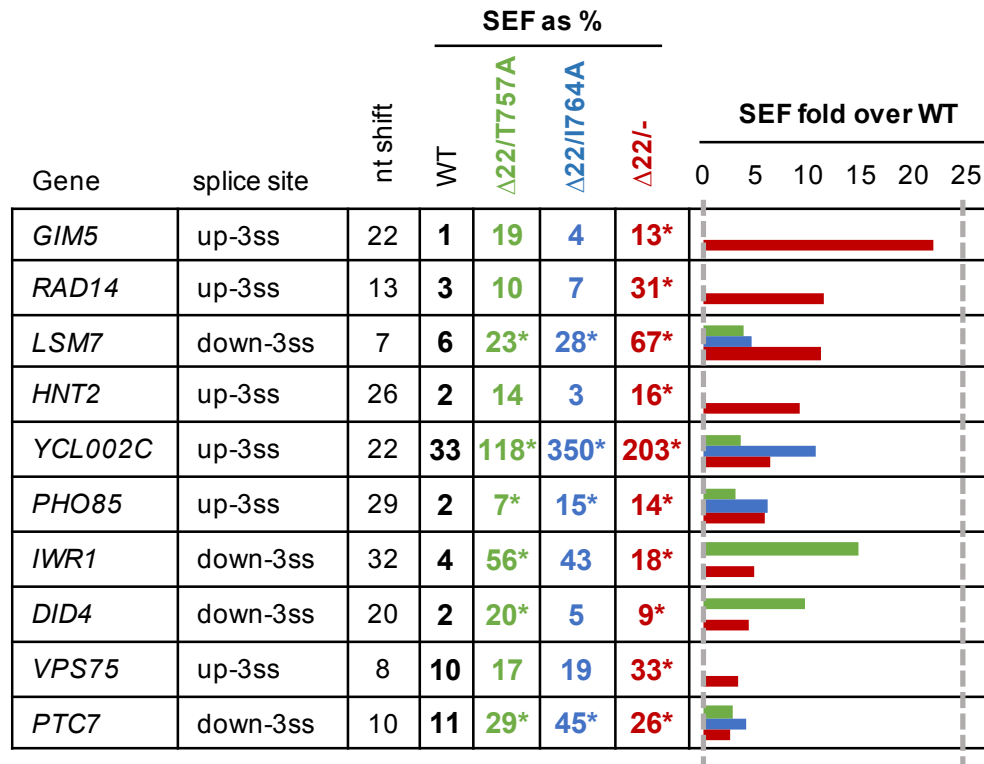 SEF as %
SEF fold over WT
Gene splice site nt shift WT Δ22/T757A Δ22/I764A Δ22/- 0 5 10 15 20 25
GIM5 up-3ss 22 1 19 4 13*
RAD14 up-3ss 13 3 10 7 31*
LSM7 down-3ss 7 6 23* 28* 67*
HNT2 up-3ss 26 2 14 3 16*
YCL002C up-3ss 22 33 118* 350* 203*
PHO85 up-3ss 29 2 7* 15* 14*
IWR1 down-3ss 32 4 56* 43 18*
DID4 down-3ss 20 2 20* 5 9*
VPS75 up-3ss 8 10 17 19 33*
PTC7 down-3ss 10 11 29* 45* 26*